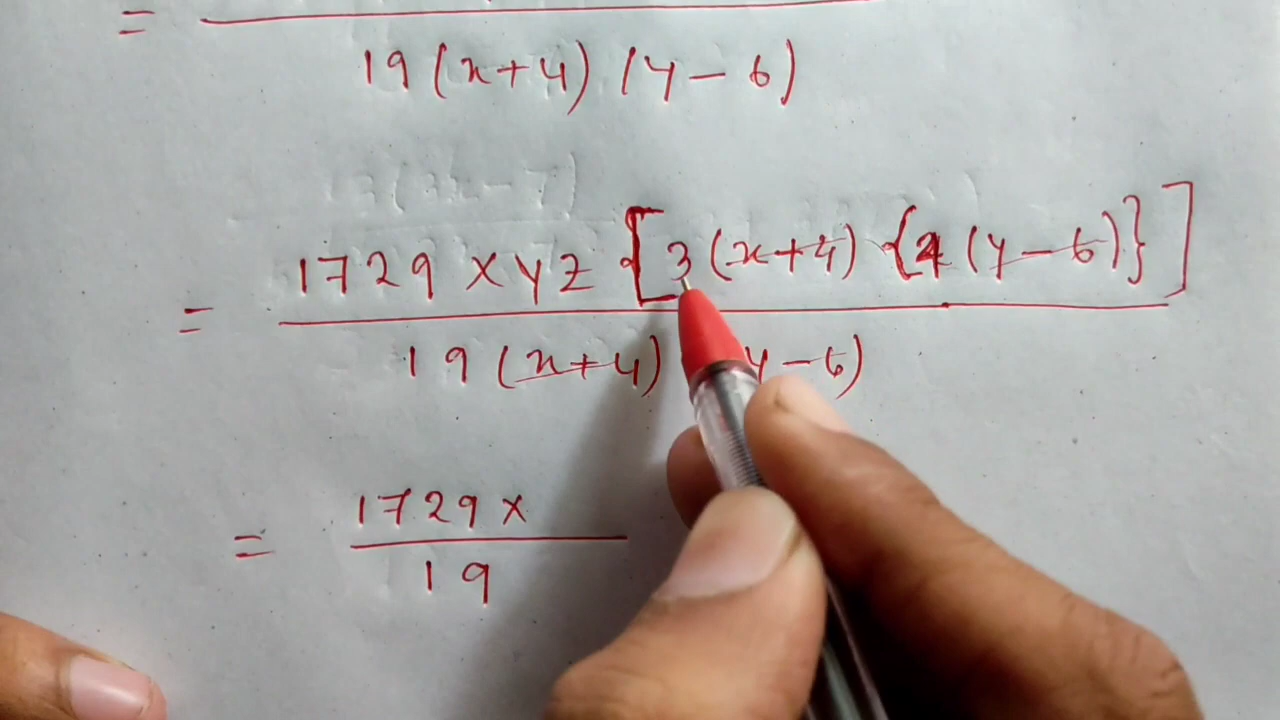 =
19 (x+4) (y-6)
= 1729 xyz [3(x+4) {4(y-6)}]
19 (x+4) y-6)
= 1729 x
19